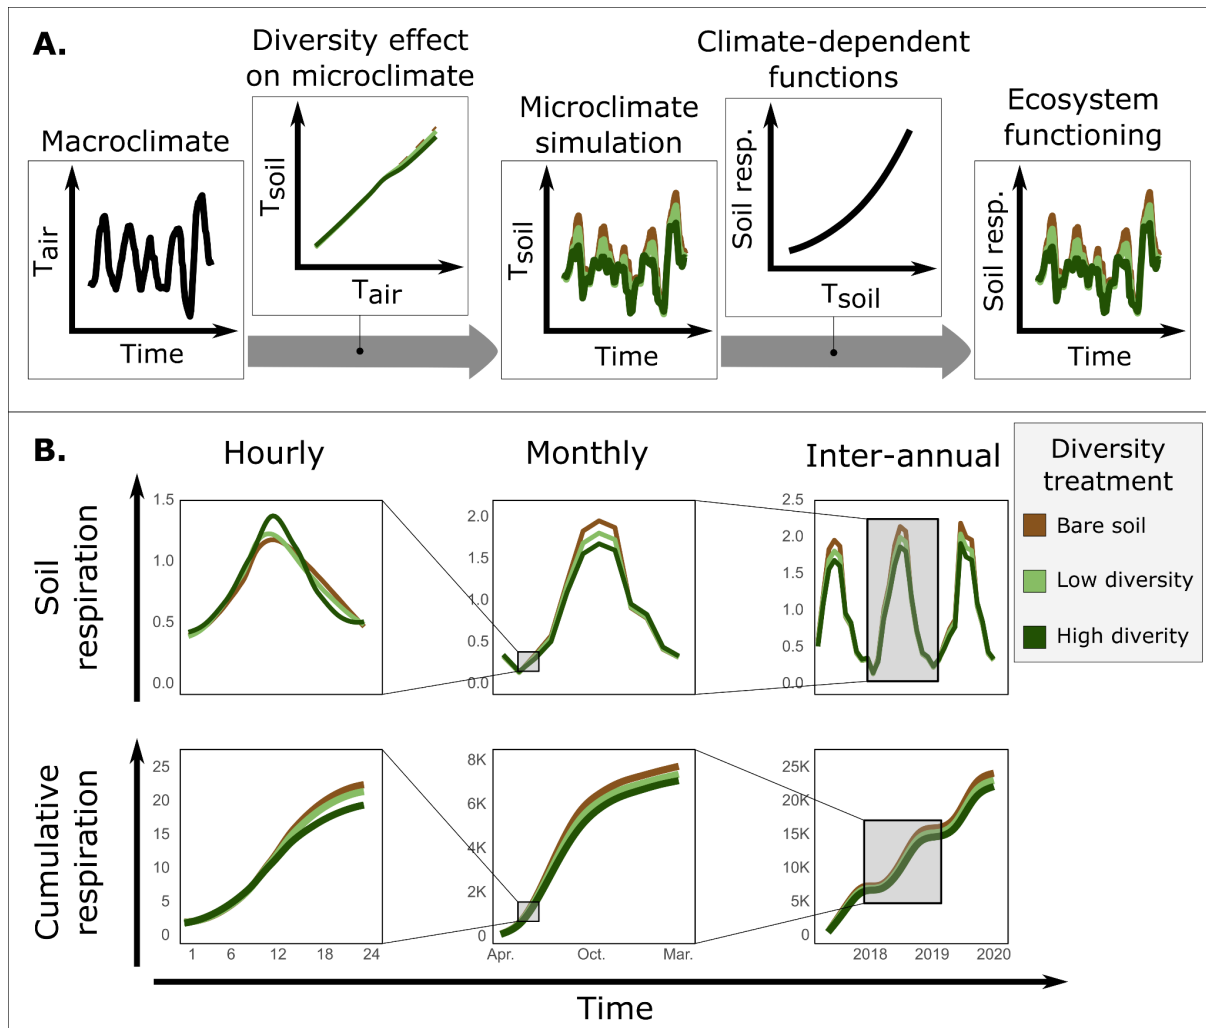 A.
Macroclimate
Tair
Time
Diversity effect
on microclimate
Tsoil
Tair
Microclimate
simulation
Tsoil
Time
Climate-dependent
functions
Soil resp.
Tsoil
Ecosystem
functioning
Soil resp.
Time
B.
Hourly
Monthly
Inter-annual
Diversity
treatment
Bare soil
Low diversity
High diverity
Soil
respiration
1.5
1.0
0.5
0.0
2.0
1.5
1.0
0.5
0.0
2.5
2.0
1.5
1.0
0.5
0.0
Cumulative
respiration
25
20
15
10
5
0
1 6 12 18 24
8K
6K
4K
2K
0
Apr. Oct. Mar.
25K
20K
15K
10K
5K
0
2018 2019 2020
Time